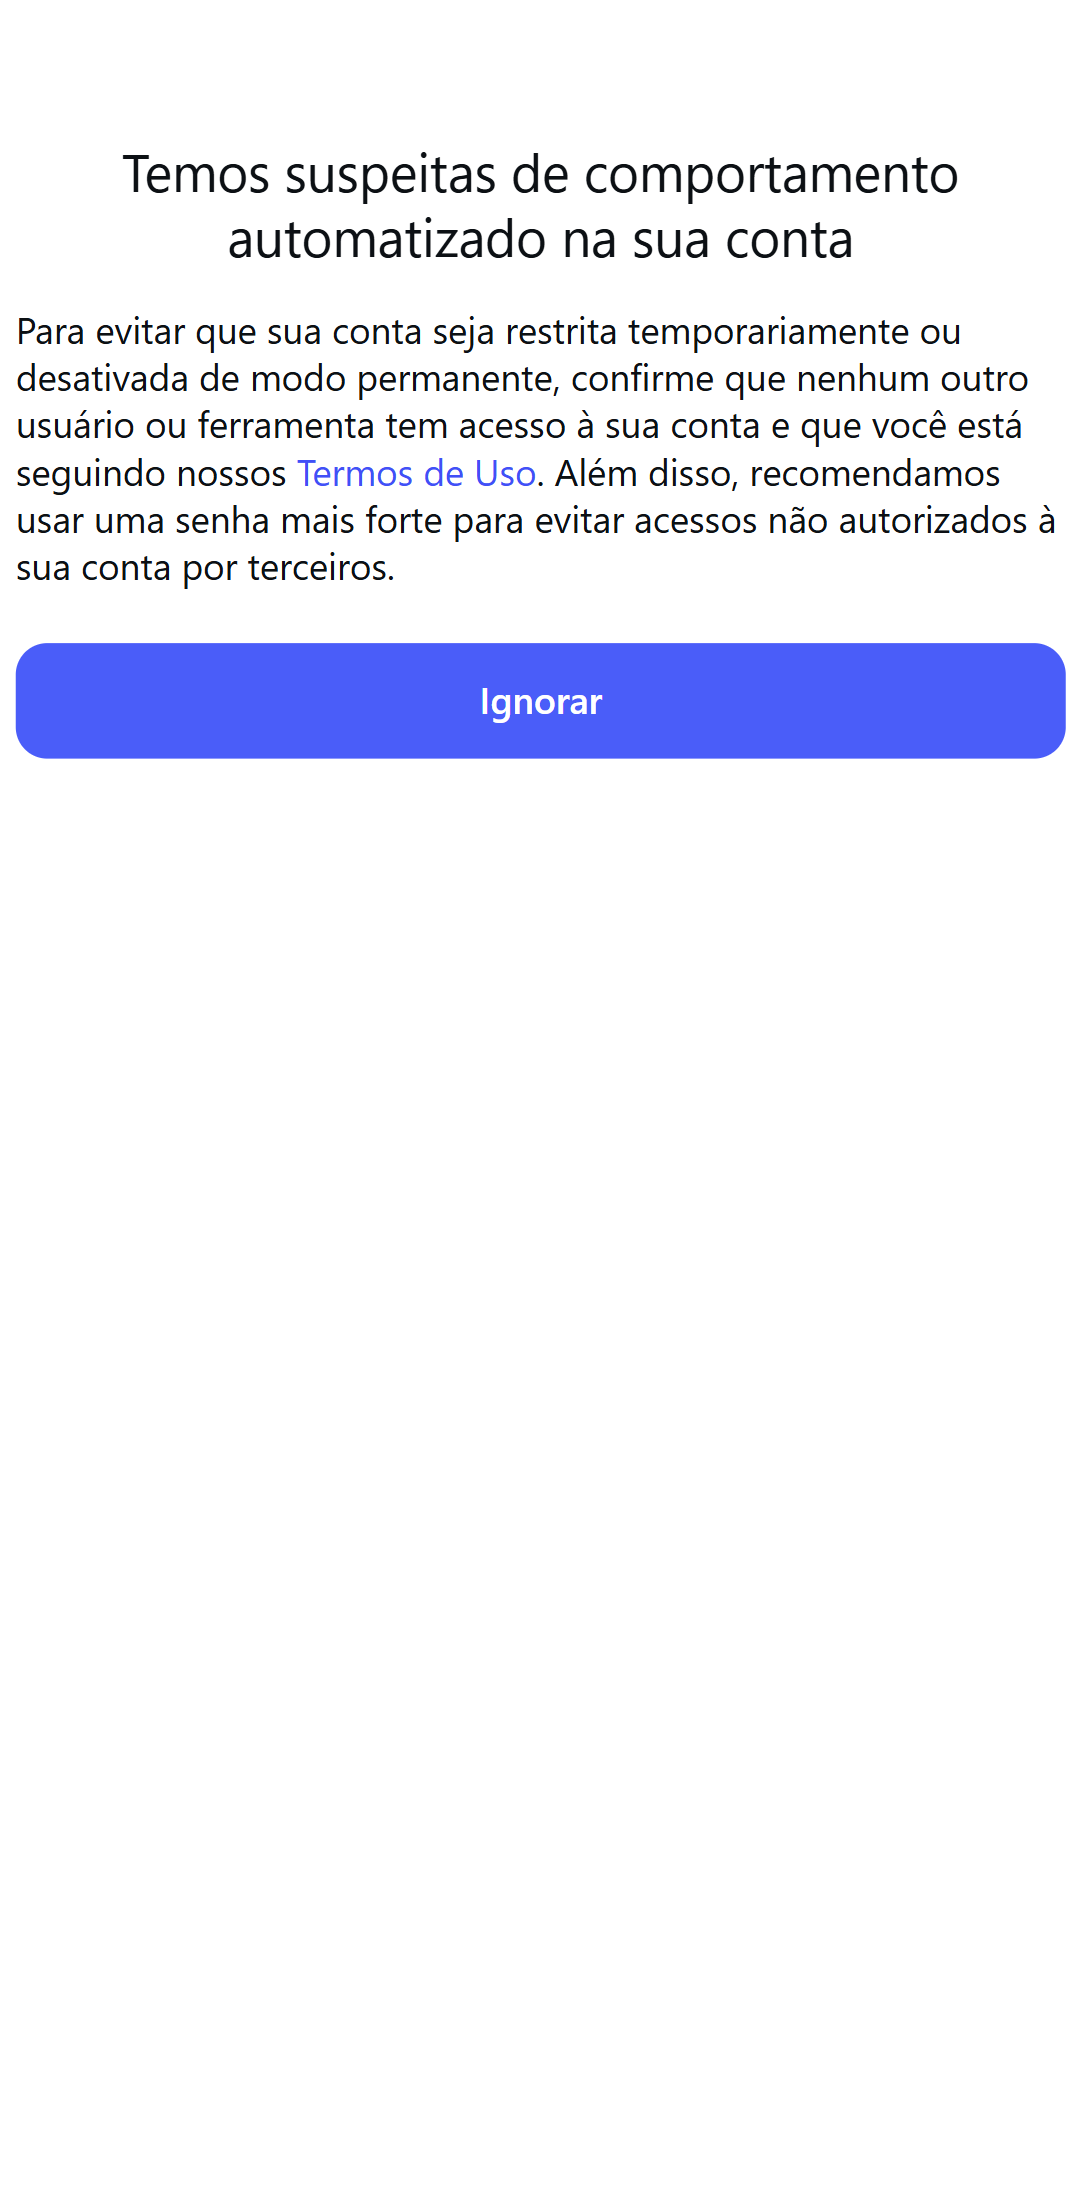 Temos suspeitas de comportamento
automatizado na sua conta
Para evitar que sua conta seja restrita temporariamente ou
desativada de modo permanente, confirme que nenhum outro
usuário ou ferramenta tem acesso à sua conta e que você está
seguindo nossos Termos de Uso. Além disso, recomendamos
usar uma senha mais forte para evitar acessos não autorizados à
sua conta por terceiros.
Ignorar